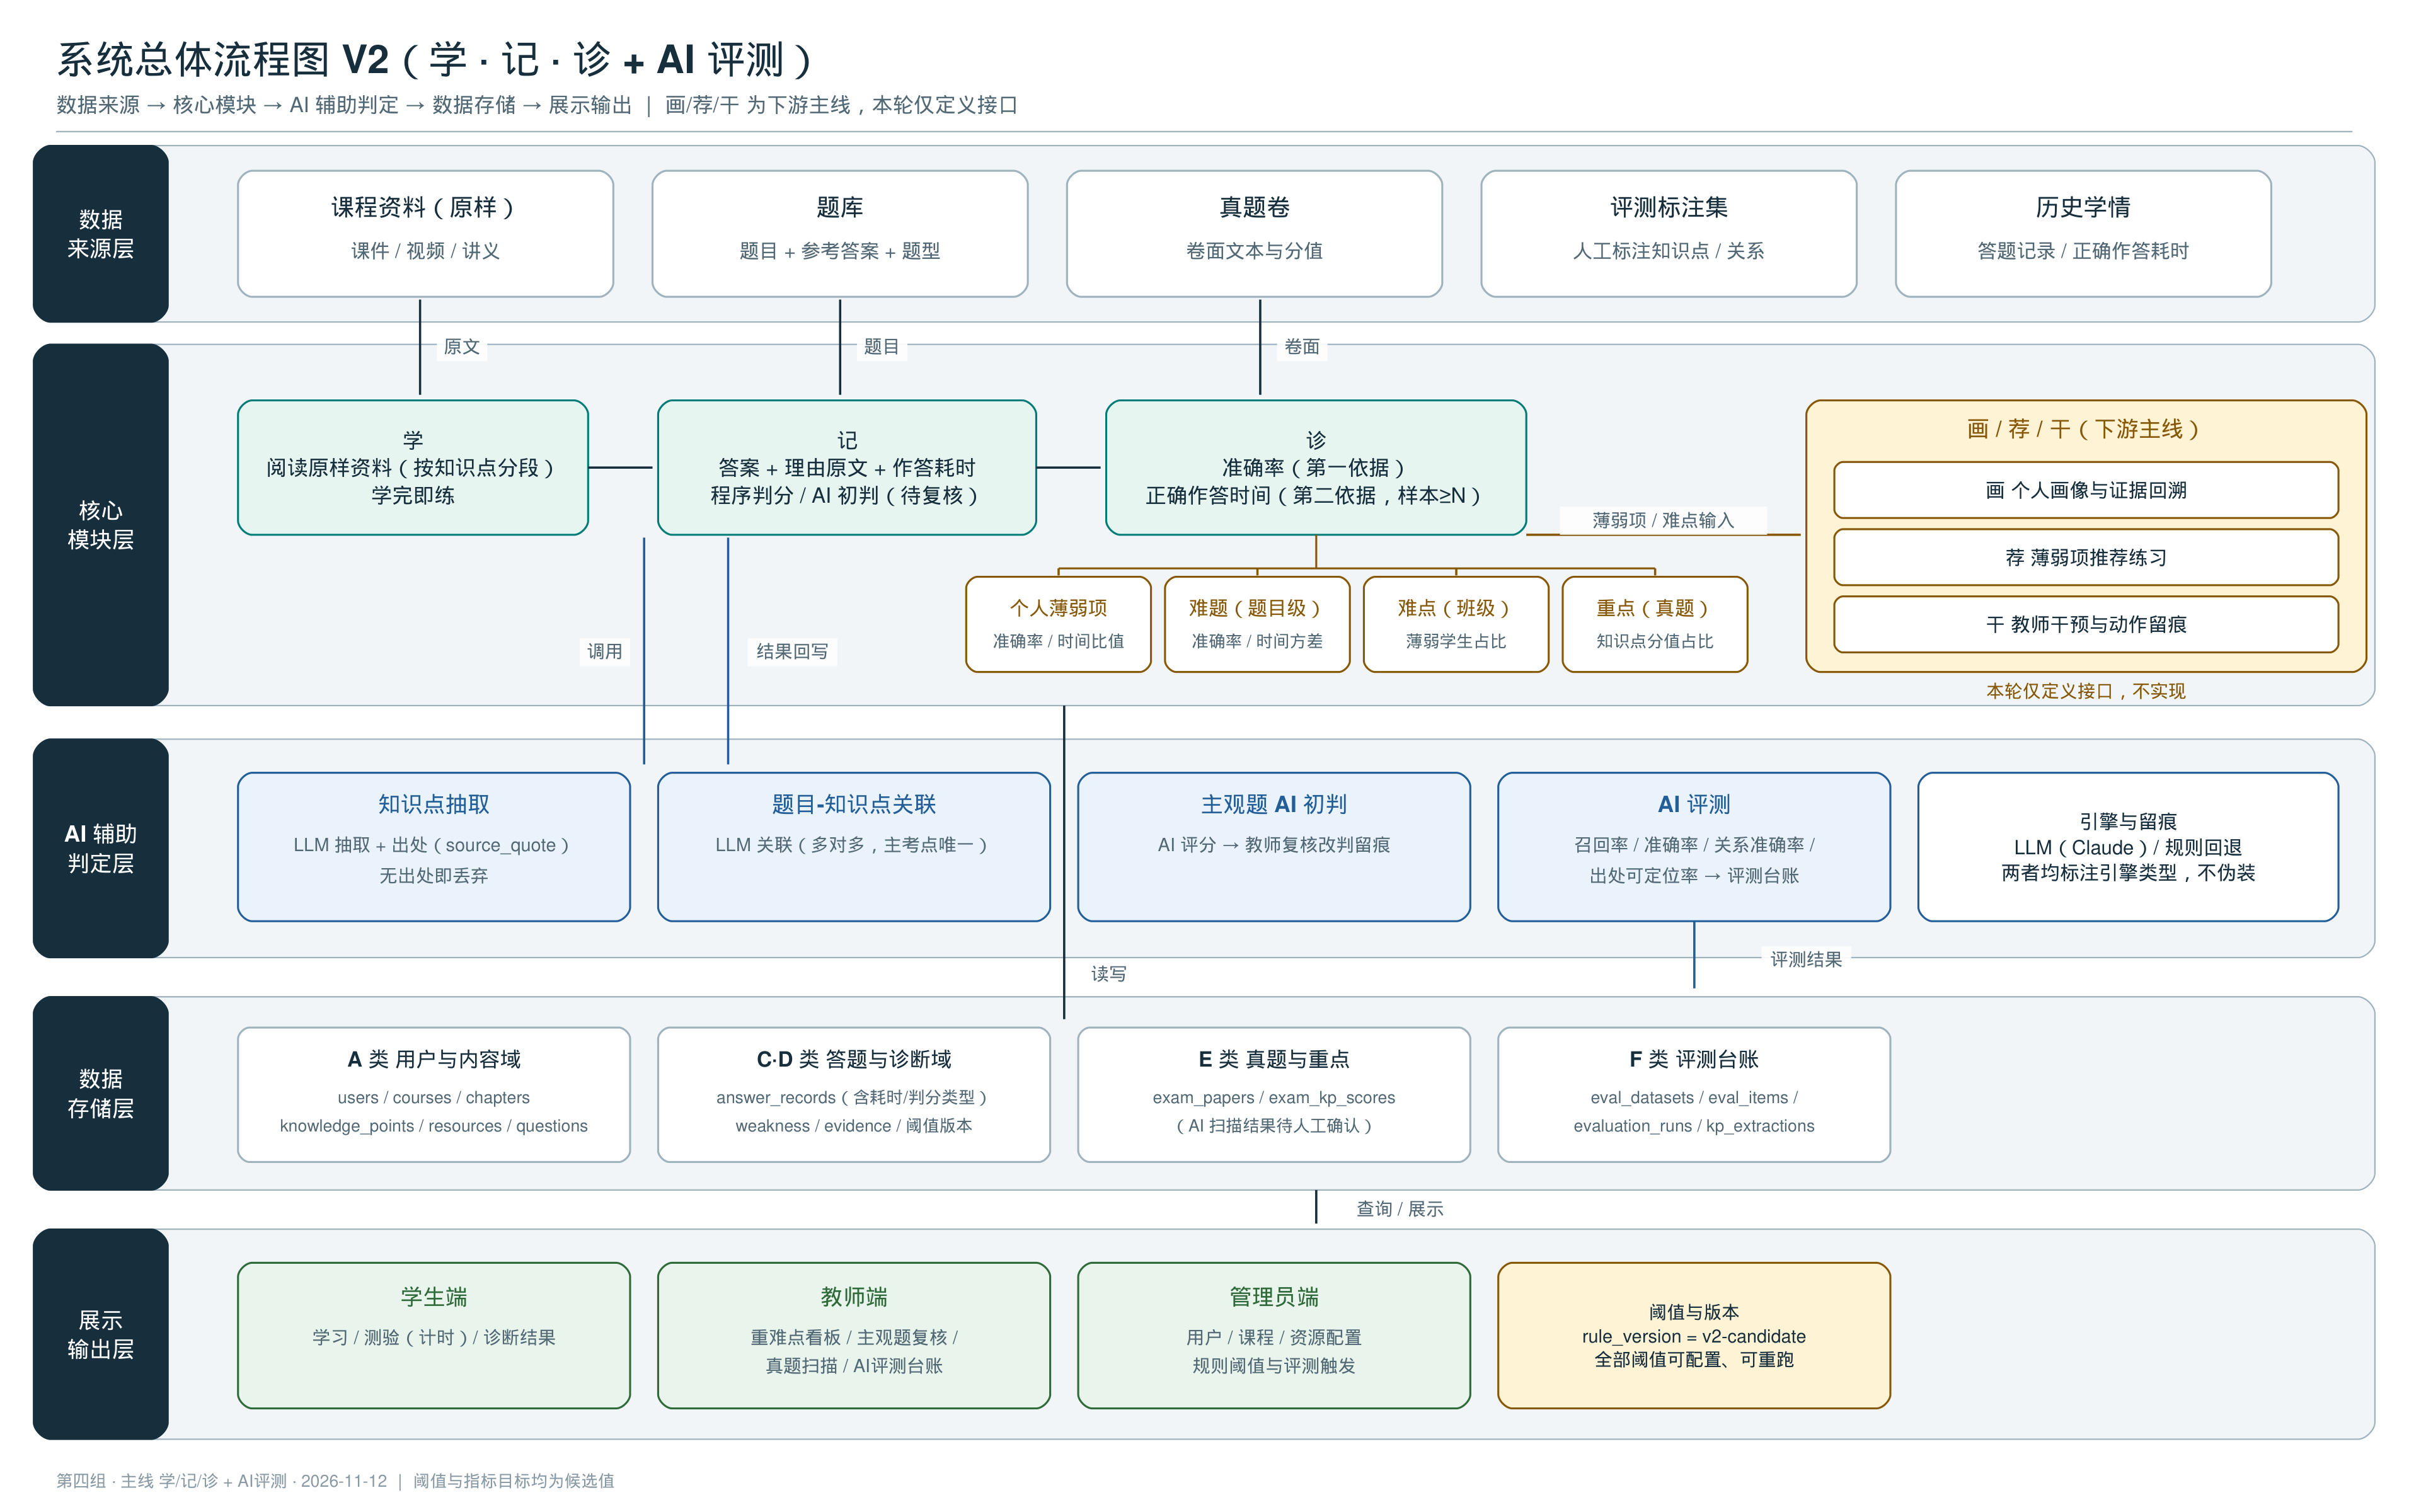 系统总体流程图 V2（学 · 记 · 诊 + AI 评测）
数据来源 → 核心模块 → AI 辅助判定 → 数据存储 → 展示输出 | 画/荐/干 为下游主线，本轮仅定义接口
数据
来源层
课程资料（原样）
课件 / 视频 / 讲义
题库
题目 + 参考答案 + 题型
真题卷
卷面文本与分值
评测标注集
人工标注知识点 / 关系
历史学情
答题记录 / 正确作答耗时
原文
题目
卷面
核心
模块层
学
阅读原样资料（按知识点分段）
学完即练
记
答案 + 理由原文 + 作答耗时
程序判分 / AI 初判（待复核）
诊
准确率（第一依据）
正确作答时间（第二依据，样本≥N）
薄弱项 / 难点输入
画 / 荐 / 干（下游主线）
画 个人画像与证据回溯
荐 薄弱项推荐练习
干 教师干预与动作留痕
本轮仅定义接口，不实现
个人薄弱项
准确率 / 时间比值
难题（题目级）
准确率 / 时间方差
难点（班级）
薄弱学生占比
重点（真题）
知识点分值占比
调用
结果回写
AI 辅助
判定层
知识点抽取
LLM 抽取 + 出处（source_quote）
无出处即丢弃
题目-知识点关联
LLM 关联（多对多，主考点唯一）
主观题 AI 初判
AI 评分 → 教师复核改判留痕
AI 评测
召回率 / 准确率 / 关系准确率 /
出处可定位率 → 评测台账
引擎与留痕
LLM（Claude）/ 规则回退
两者均标注引擎类型，不伪装
读写
评测结果
数据
存储层
A 类 用户与内容域
users / courses / chapters
knowledge_points / resources / questions
C·D 类 答题与诊断域
answer_records（含耗时/判分类型）
weakness / evidence / 阈值版本
E 类 真题与重点
exam_papers / exam_kp_scores
（AI 扫描结果待人工确认）
F 类 评测台账
eval_datasets / eval_items /
evaluation_runs / kp_extractions
查询 / 展示
展示
输出层
学生端
学习 / 测验（计时）/ 诊断结果
教师端
重难点看板 / 主观题复核 /
真题扫描 / AI评测台账
管理员端
用户 / 课程 / 资源配置
规则阈值与评测触发
阈值与版本
rule_version = v2-candidate
全部阈值可配置、可重跑
第四组 · 主线 学/记/诊 + AI评测 · 2026-11-12 | 阈值与指标目标均为候选值